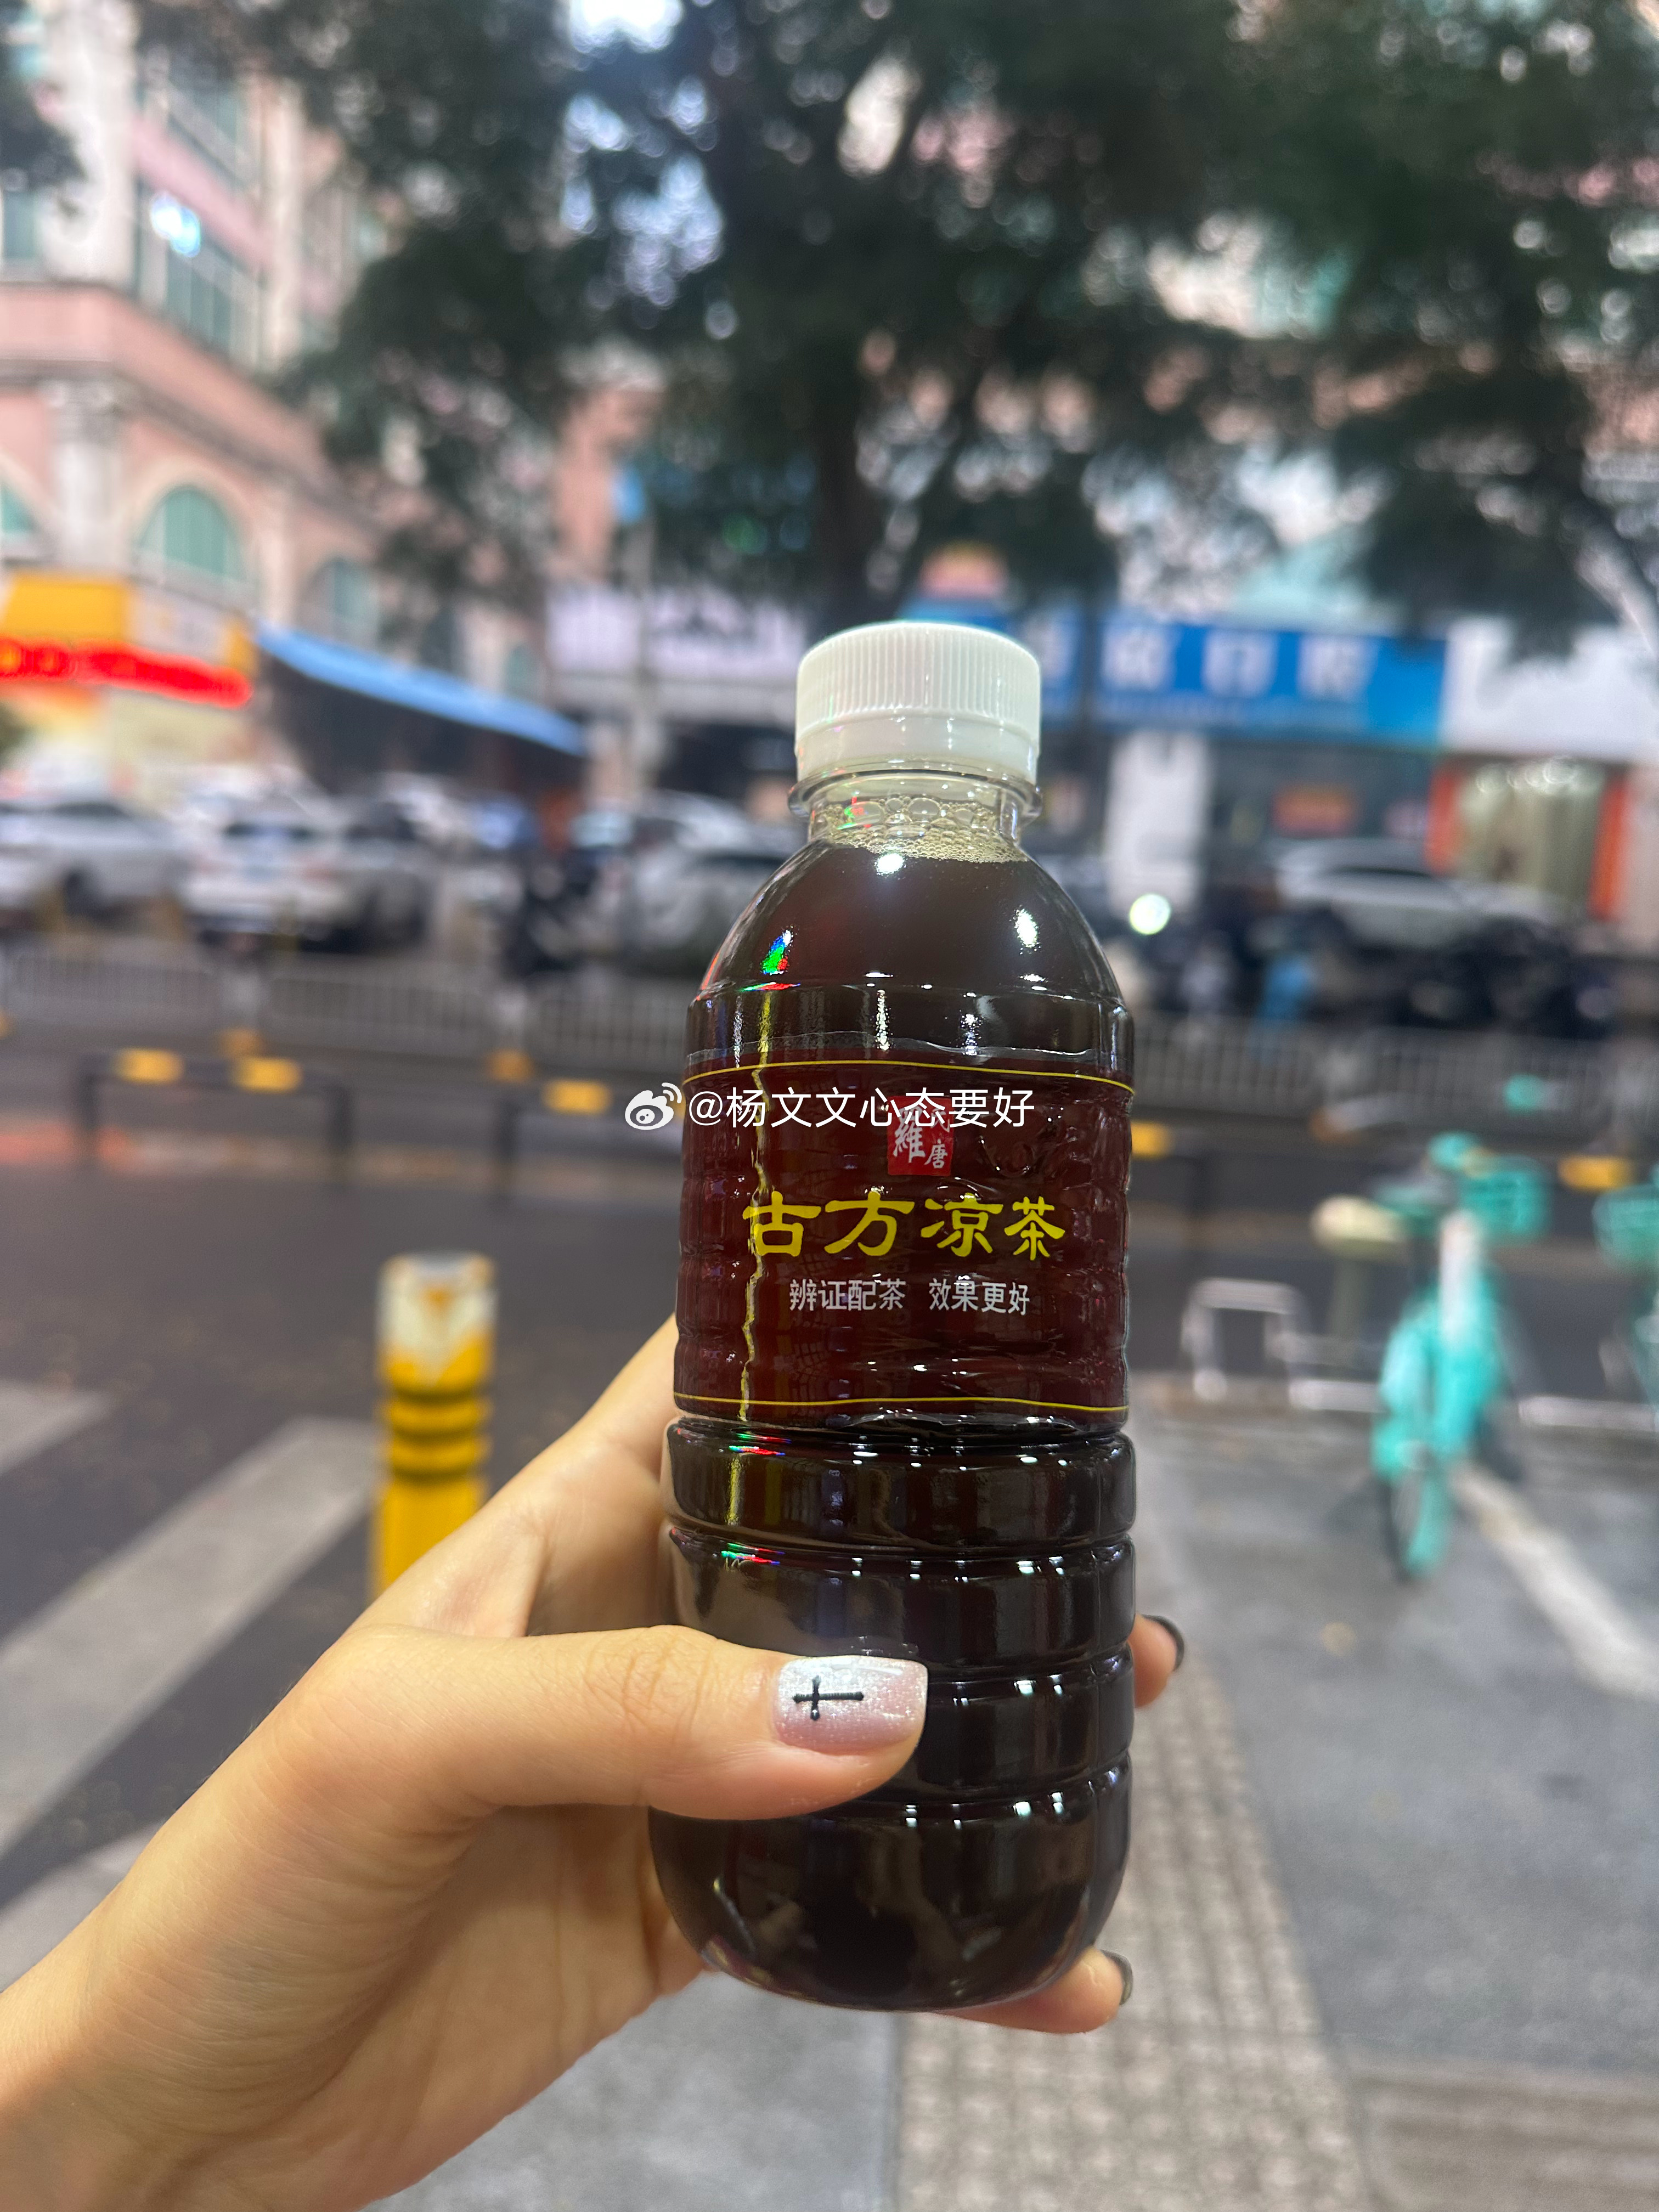 @杨文文心态要好
羅
唐
古方凉茶
辨证配茶 效果更好